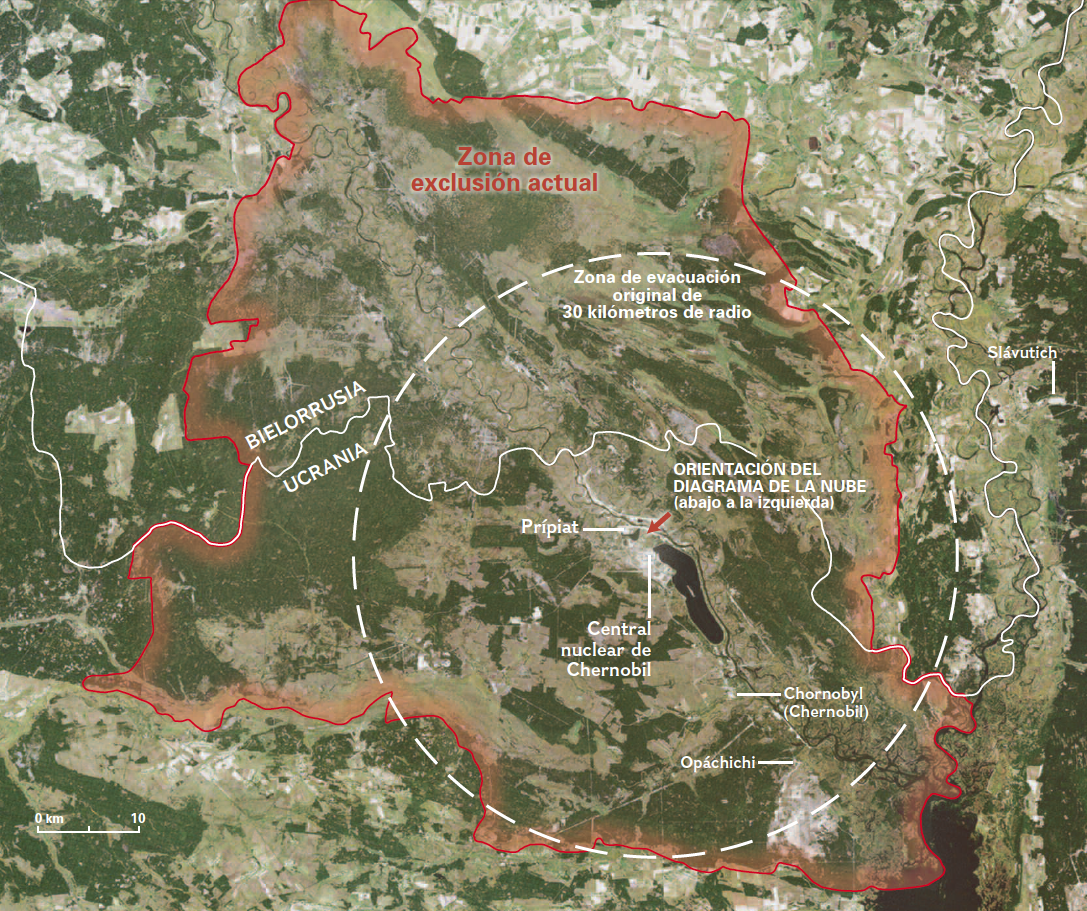 Zona de
exclusión actual
Zona de evacuación
original de
30 kilómetros de radio
Slávutich
BIELORRUSIA
UCRANIA
ORIENTACIÓN DEL
DIAGRAMA DE LA NUBE
(abajo a la izquierda)
Prípiat
Central
nuclear de
Chernobil
Chornobyl
(Chernobil)
Opáchichi
0 km 10